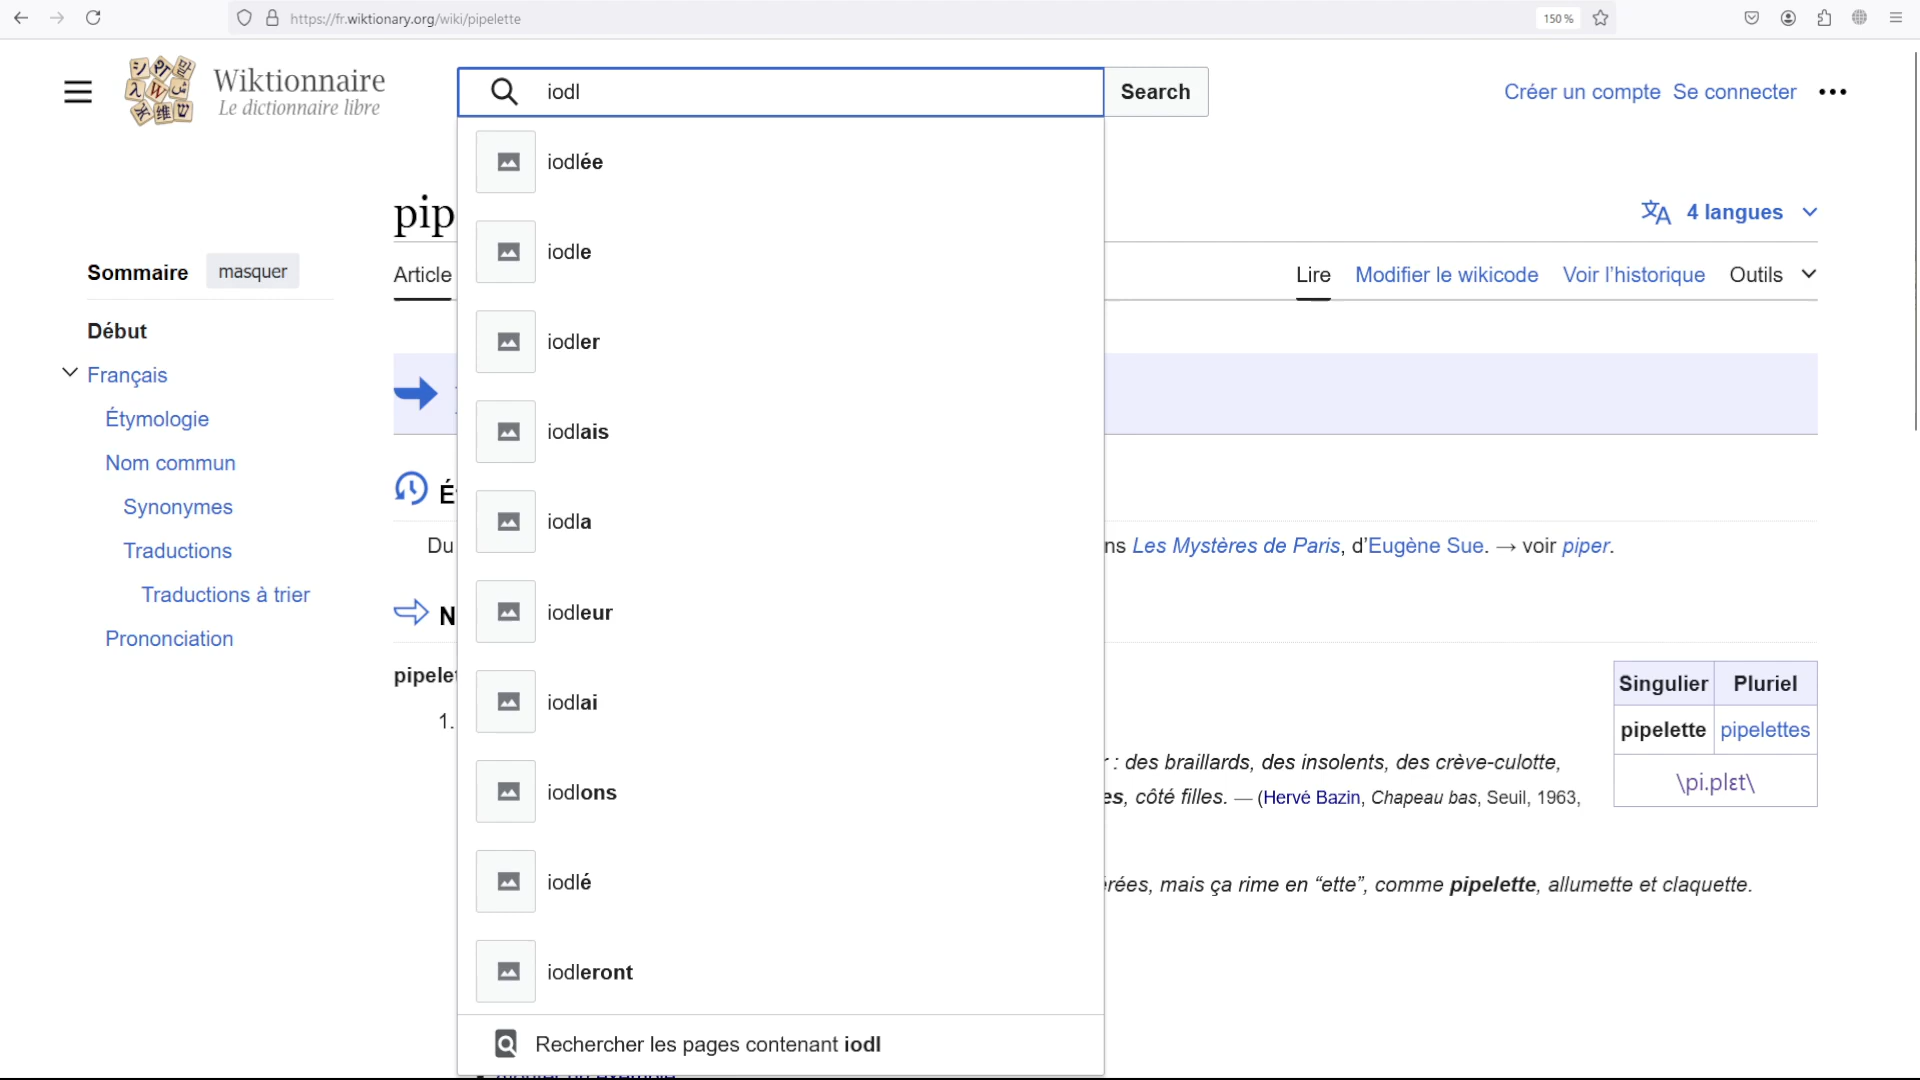 https://fr.wiktionary.org/wiki/pipelette
150 %
Wiktionnaire
Le dictionnaire libre
iodl
Search
Créer un compte Se connecter
iodlée
iodle
iodler
iodlais
iodla
iodleur
iodlai
iodlons
iodlé
iodleront
Rechercher les pages contenant iodl
Sommaire masquer
Début
Français
Étymologie
Nom commun
Synonymes
Traductions
Traductions à trier
Prononciation
pip
4 langues
Article
Lire Modifier le wikicode Voir l’historique Outils
É
Du
ns Les Mystères de Paris, d’Eugène Sue. → voir piper.
N
pipele
1.
Singulier Pluriel
pipelette pipelettes
\pi.plɛt\
: des braillards, des insolents, des crève-culotte,
es, côté filles. — (Hervé Bazin, Chapeau bas, Seuil, 1963,
rées, mais ça rime en “ette”, comme pipelette, allumette et claquette.